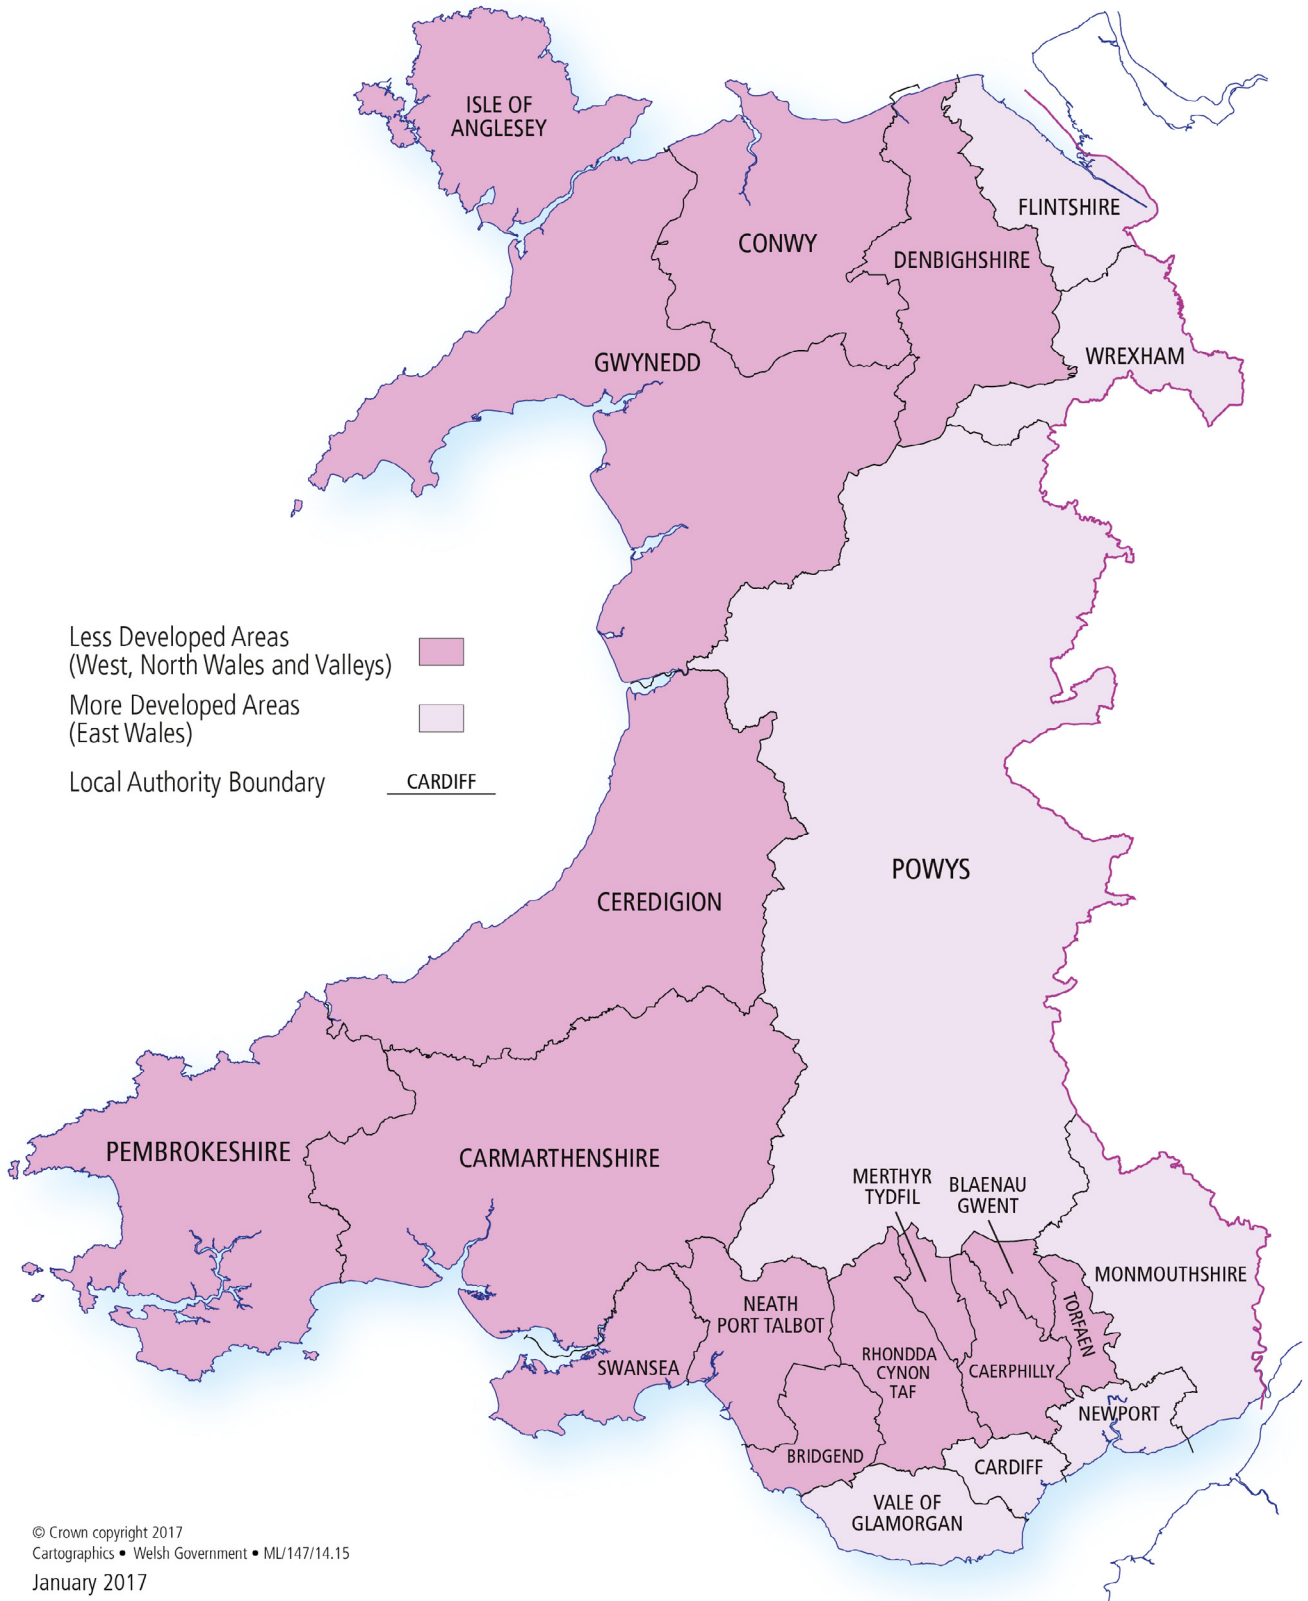 ISLE OF
ANGLESEY
FLINTSHIRE
CONWY
DENBIGHSHIRE
WREXHAM
GWYNEDD
Less Developed Areas
(West, North Wales and Valleys)
More Developed Areas
(East Wales)
Local Authority Boundary
CARDIFF
POWYS
CEREDIGION
PEMBROKESHIRE
CARMARTHENSHIRE
MERTHYR
TYDFIL
BLAENAU
GWENT
MONMOUTHSHIRE
NEATH
PORT TALBOT
TORFAEN
SWANSEA
RHONDDA
CYNON
TAF
CAERPHILLY
NEWPORT
BRIDGEND
CARDIFF
VALE OF
GLAMORGAN
© Crown copyright 2017
Cartographics • Welsh Government • ML/147/14.15
January 2017